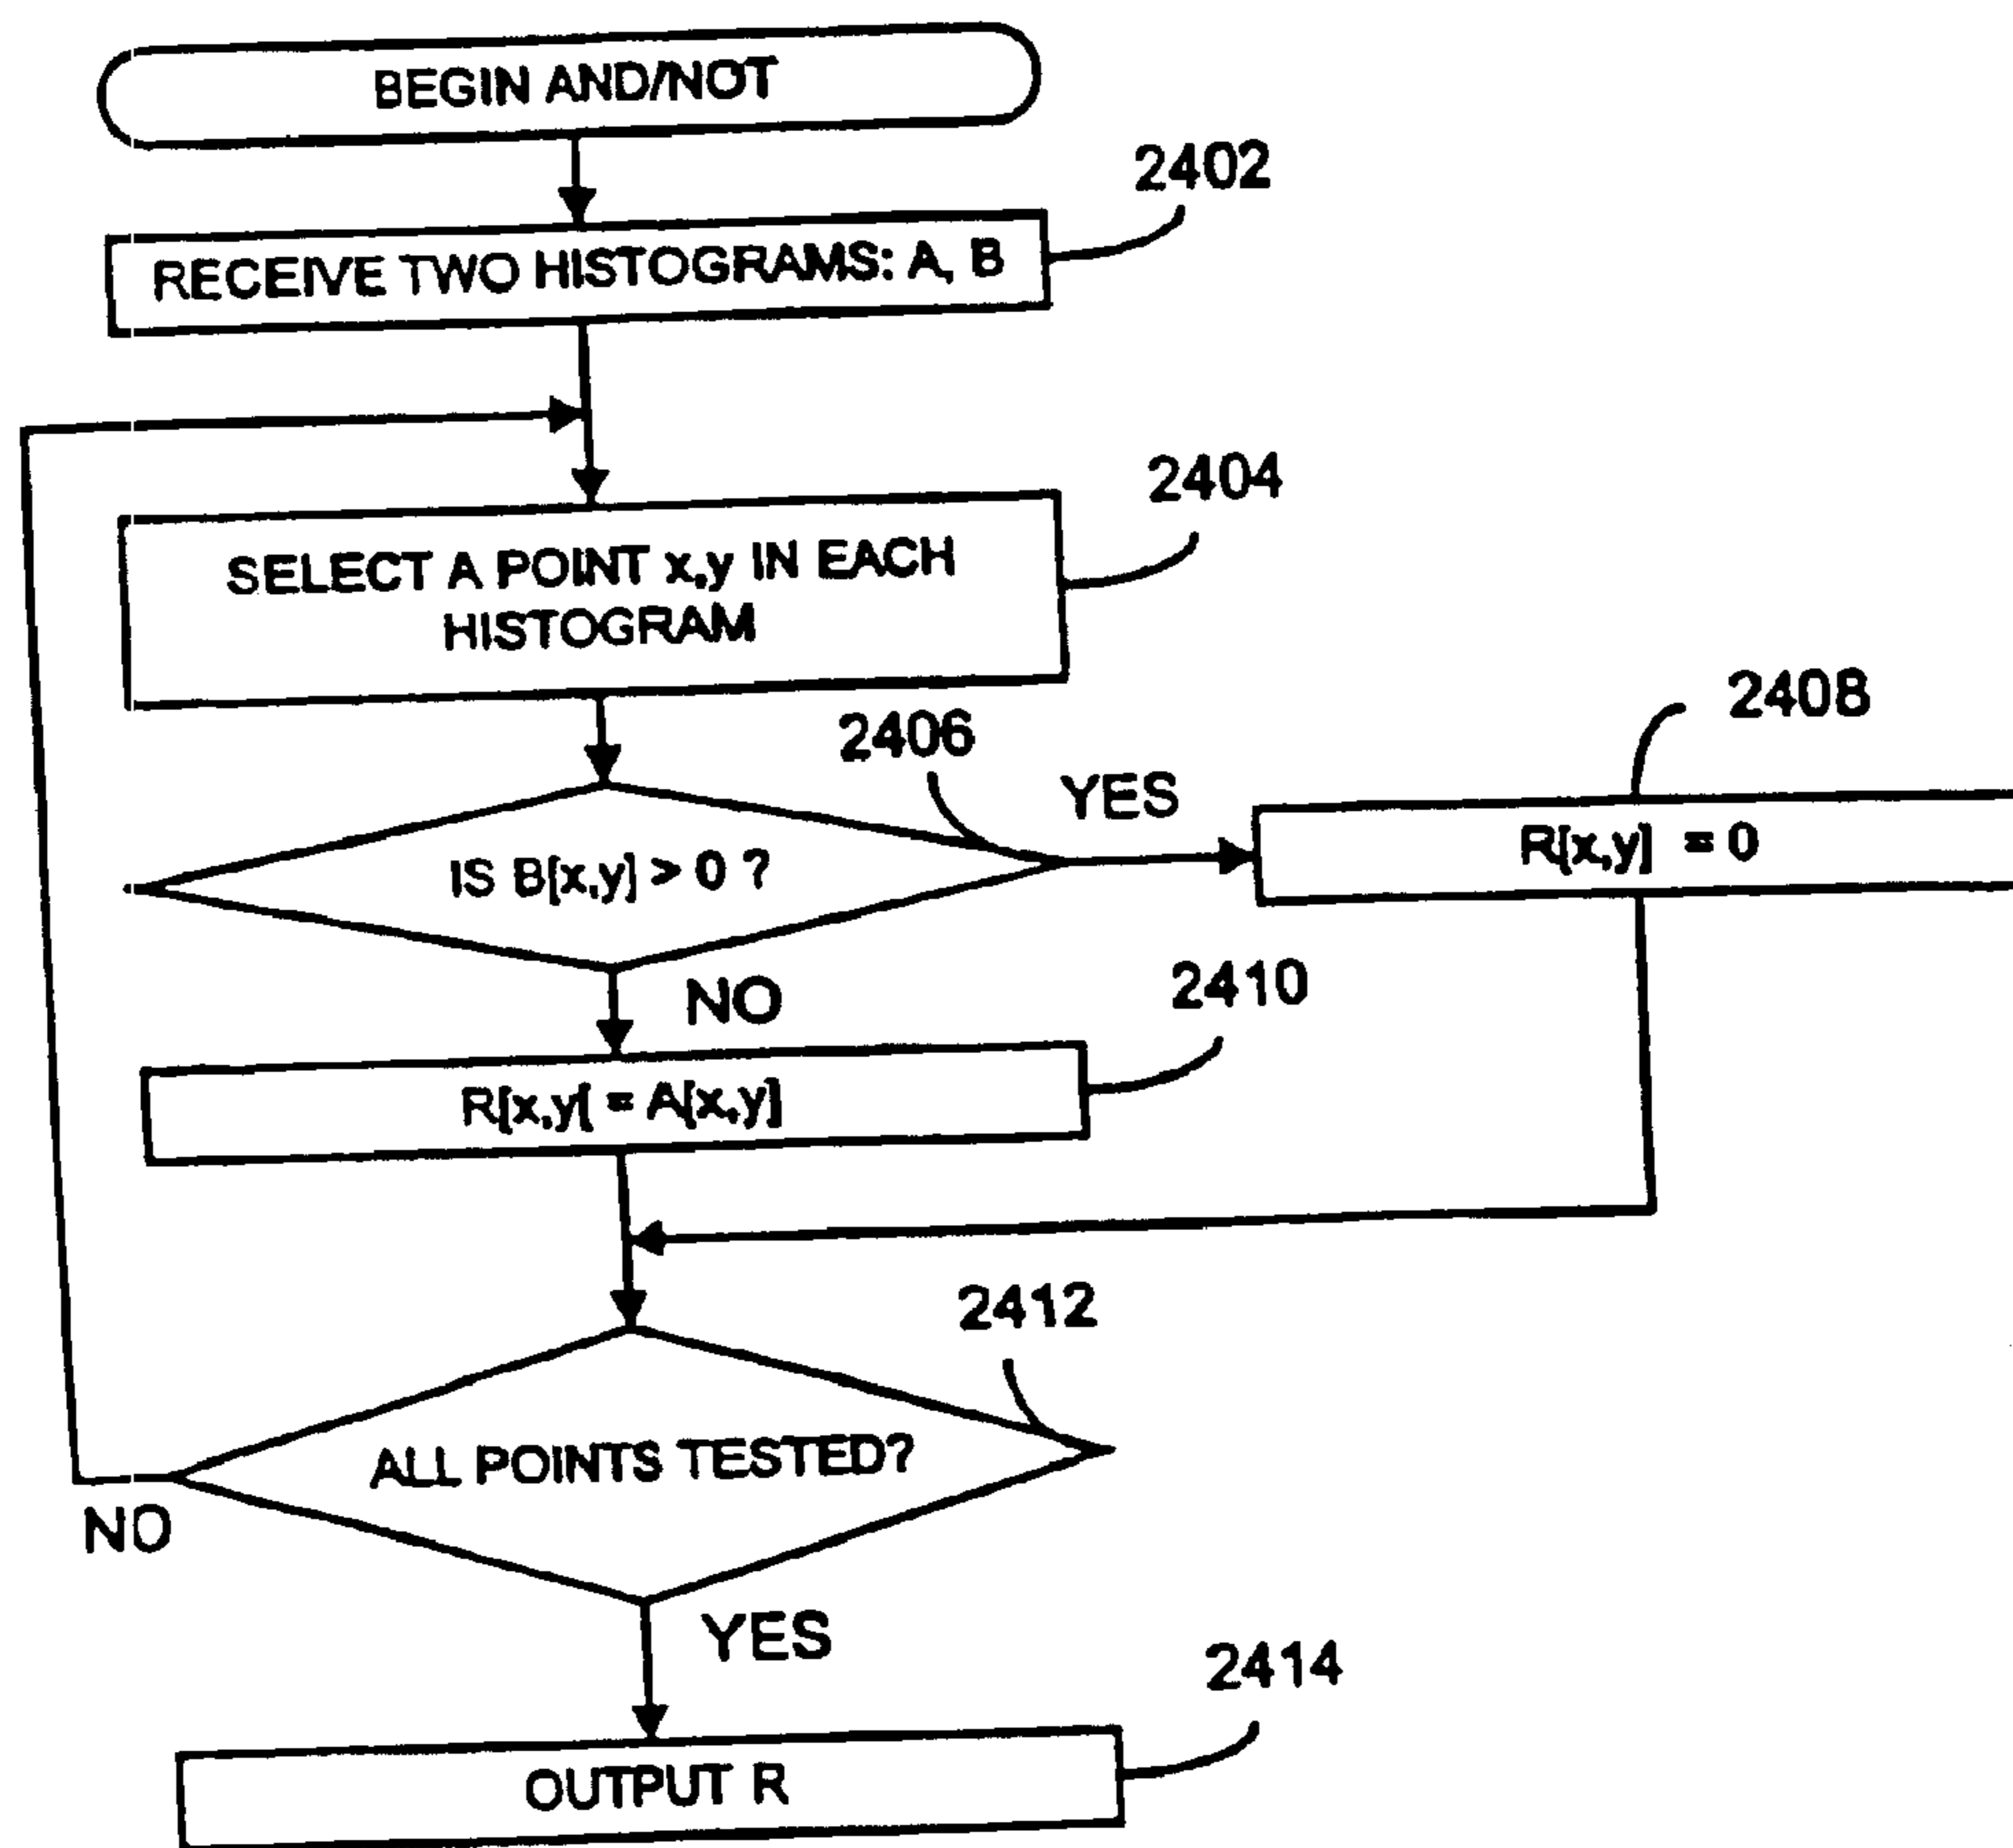 BEGIN AND/NOT
2402
RECEIVE TWO HISTOGRAMS: A, B
2404
SELECT A POINT x,y IN EACH
HISTOGRAM
2406
YES
2408
IS B[x,y] > 0 ?
R[x,y] = 0
NO
2410
R[x,y[ = A[x,y]
2412
ALL POINTS TESTED?
NO
YES
2414
OUTPUT R